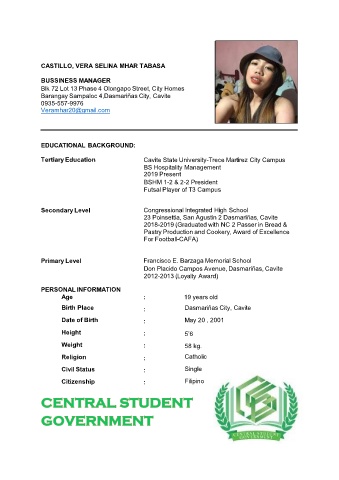 CASTILLO, VERA SELINA MHAR TABASA
BUSSINESS MANAGER
Blk 72 Lot 13 Phase 4 Olongapo Street, City Homes
Barangay Sampaloc 4,Dasmariñas City, Cavite
0935-557-9976
Veramhar20@gmail.com
EDUCATIONAL BACKGROUND:
Tertiary Education
Cavite State University-Trece Martirez City Campus
BS Hospitality Management
2019 Present
BSHM 1-2 & 2-2 President
Futsal Player of T3 Campus
Secondary Level
Congressional Integrated High School
23 Poinsettia, San Agustin 2 Dasmariñas, Cavite
2018-2019 (Graduated with NC 2 Passer in Bread &
Pastry Production and Cookery, Award of Excellence
For Football-CAFA)
Primary Level
Francisco E. Barzaga Memorial School
Don Placido Campos Avenue, Dasmariñas, Cavite
2012-2013 (Loyalty Award)
PERSONAL INFORMATION
Age : 19 years old
Birth Place : Dasmariñas City, Cavite
Date of Birth : May 20 , 2001
Height : 5'6
Weight : 58 kg.
Religion : Catholic
Civil Status : Single
Citizenship : Filipino
CENTRAL STUDENT
GOVERNMENT